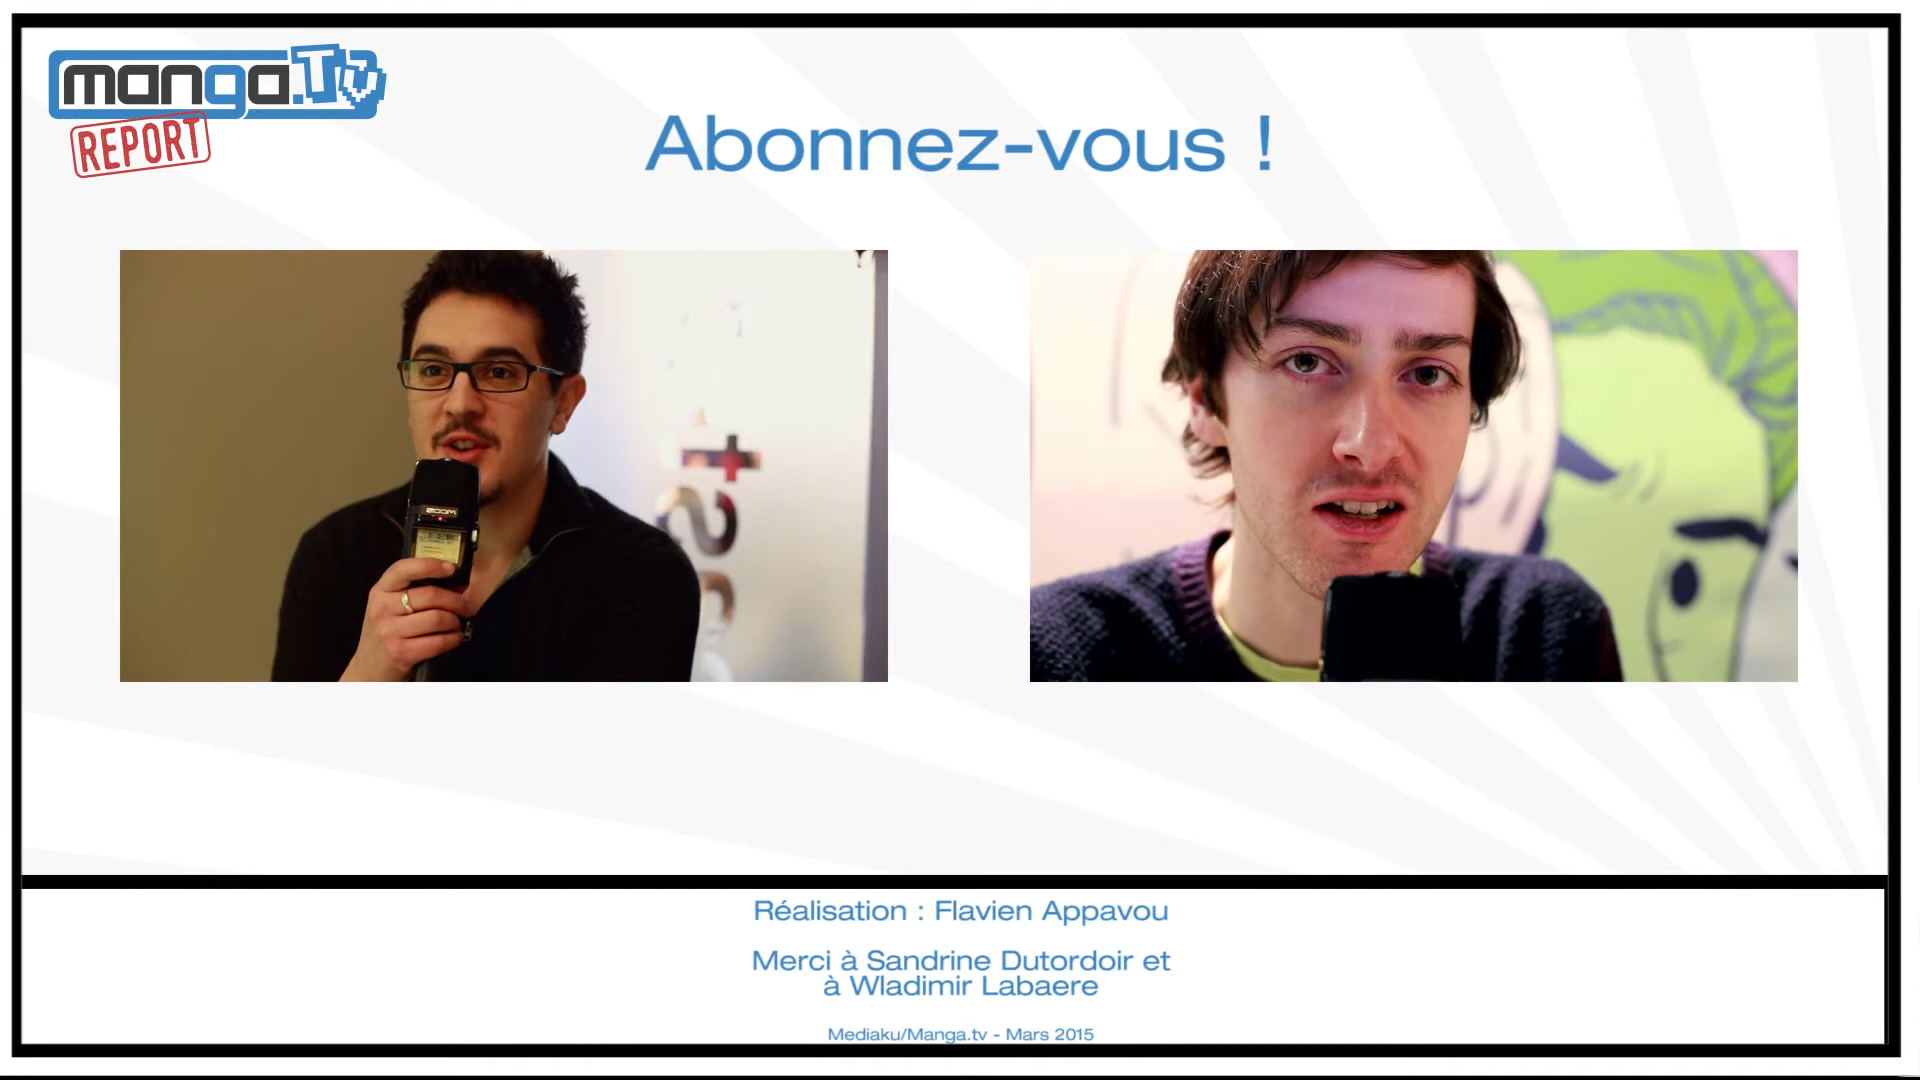 manga.TV
REPORT
Abonnez-vous !
zoom
Réalisation : Flavien Appavou
Merci à Sandrine Dutordoir et
à Wladimir Labaere
Mediaku/Manga.tv - Mars 2015